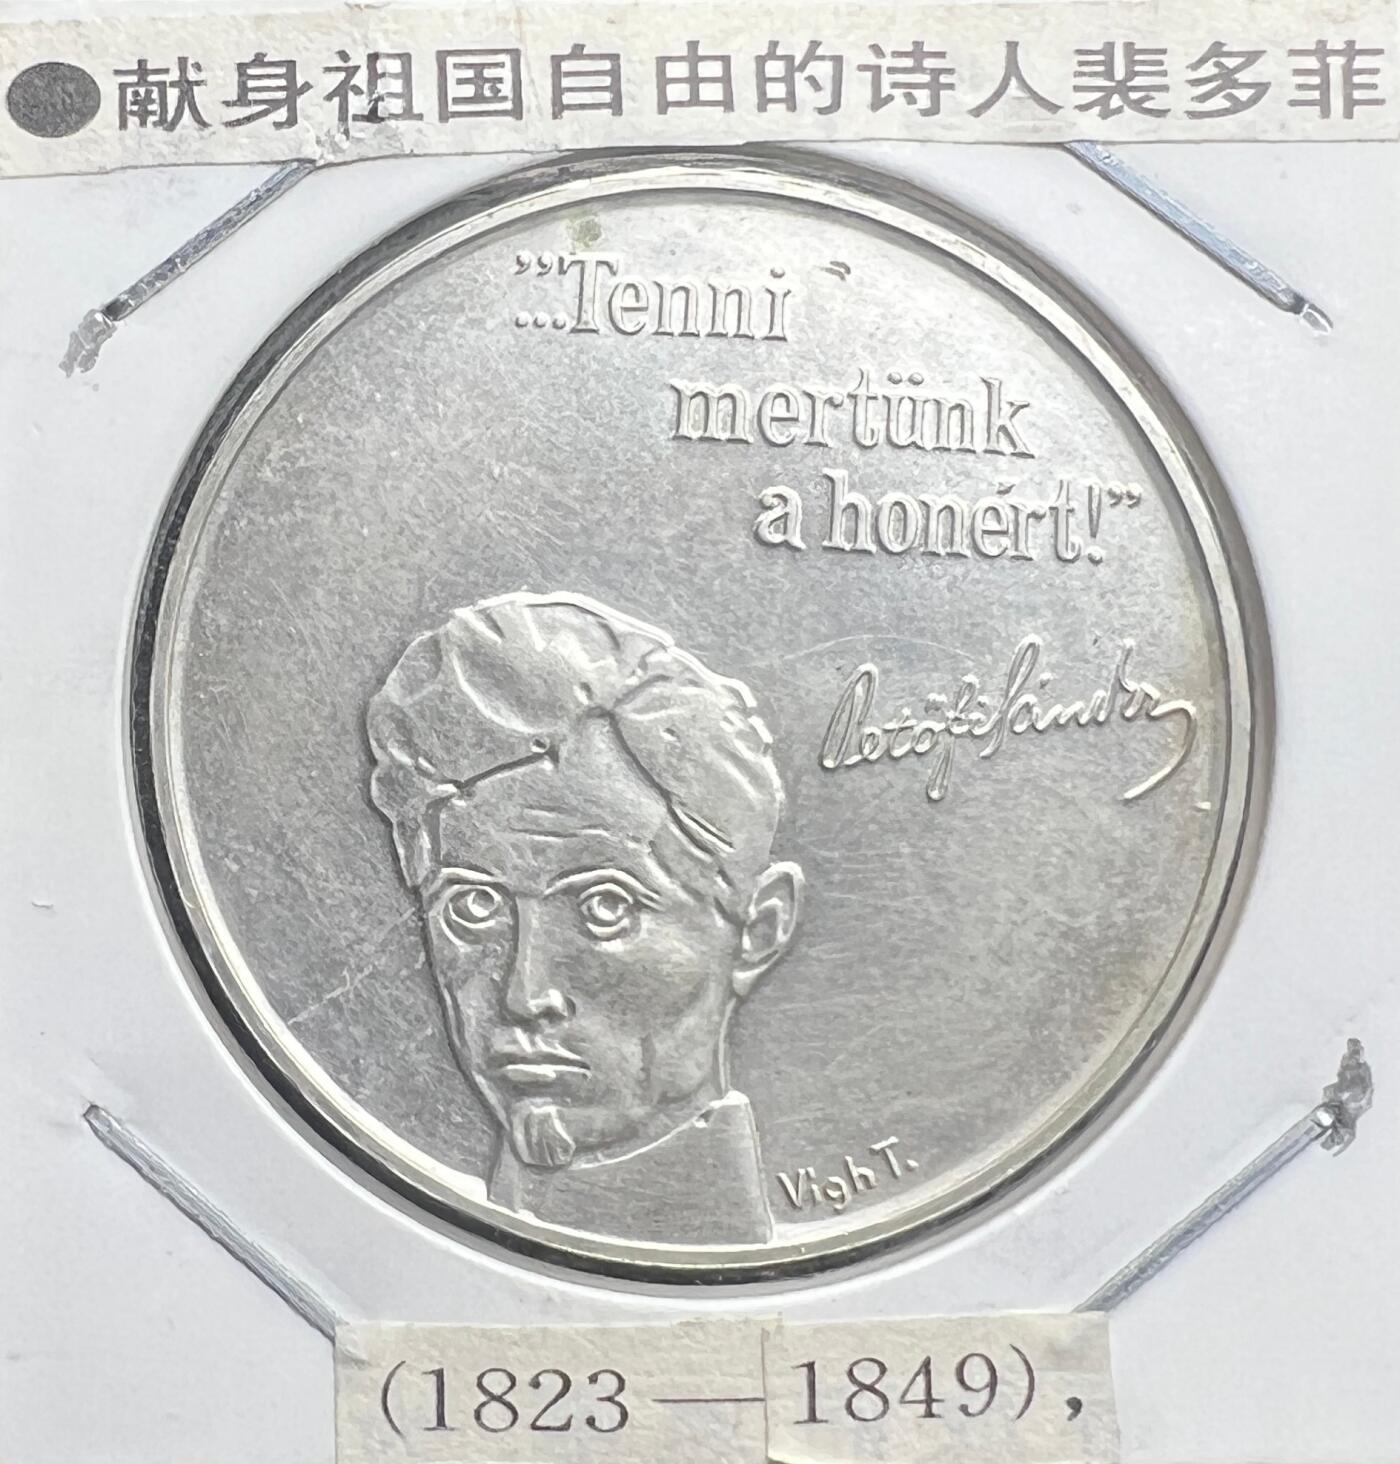 ●献身祖国自由的诗人裴多菲
”...Tenni
mertünk
a honért!”
Petőfi Sándor
Vigh T.
(1823—1849),